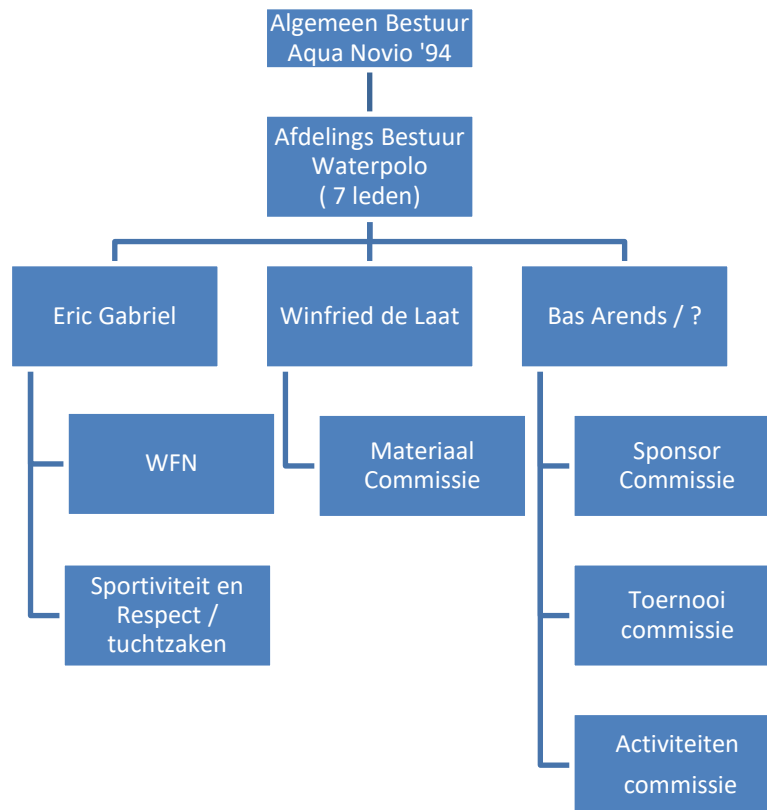 Algemeen Bestuur
Aqua Novio '94
Afdelings Bestuur
Waterpolo
( 7 leden)
Eric Gabriel
Winfried de Laat
Bas Arends / ?
WFN
Materiaal
Commissie
Sponsor
Commissie
Sportiviteit en
Respect /
tuchtzaken
Toernooi
commissie
Activiteiten
commissie